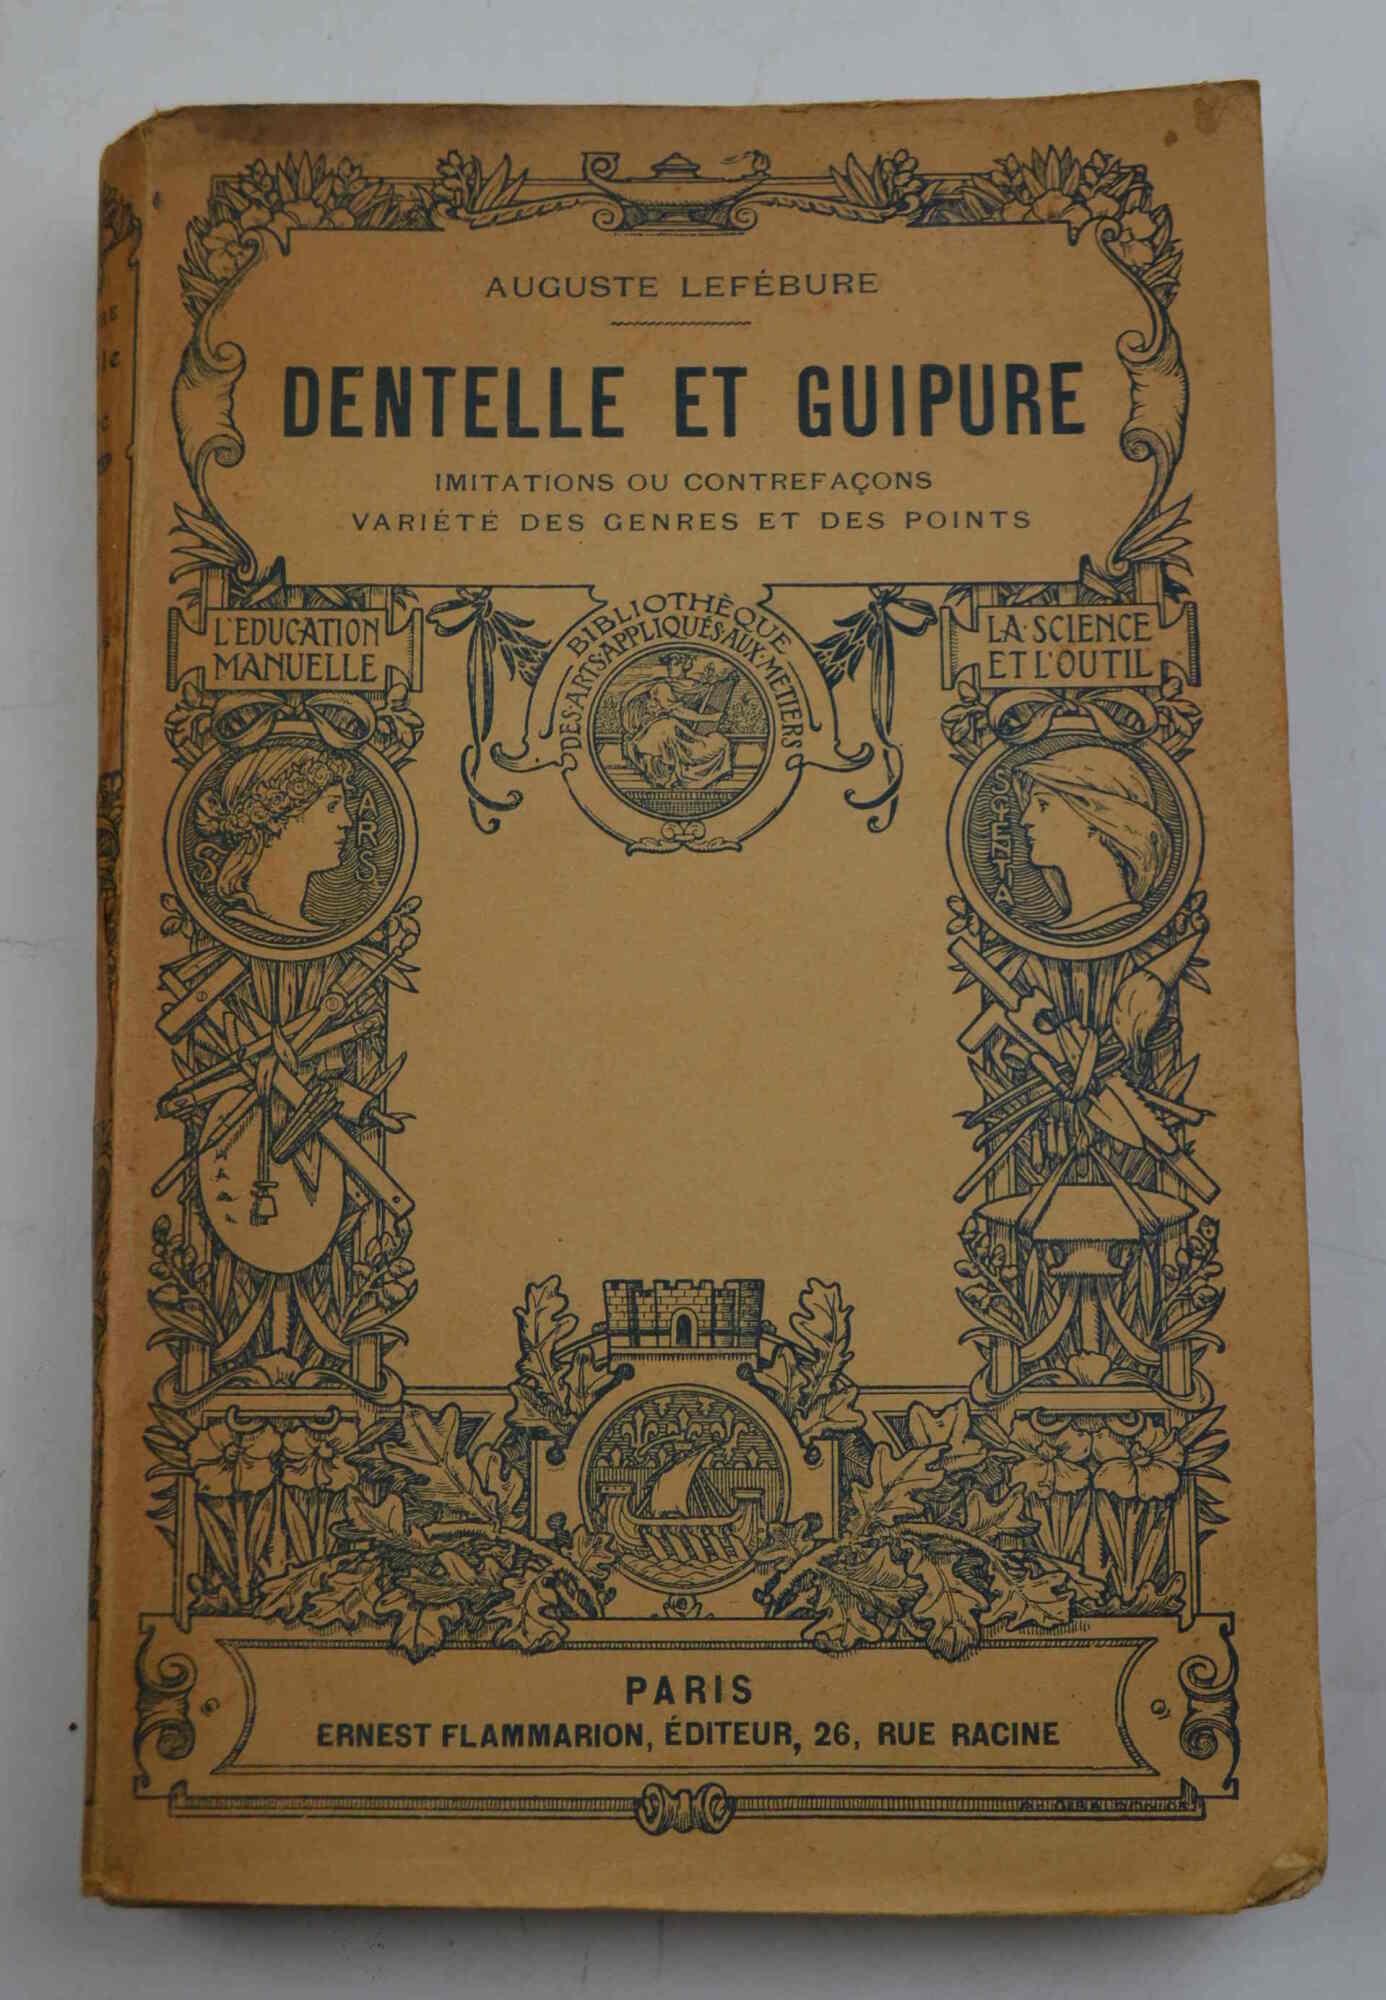 AUGUSTE LEFÉBURE
DENTELLE ET GUIPURE
IMITATIONS OU CONTREFAÇONS
VARIÉTÉ DES GENRES ET DES POINTS
L'EDUCATION
MANUELLE
BIBLIOTHÈQUE
DES·ARTS·APPLIQUÉS·AUX·METIERS
LA·SCIENCE
ET L'OUTIL
ARS
SCIENTIA
PARIS
ERNEST FLAMMARION, ÉDITEUR, 26, RUE RACINE